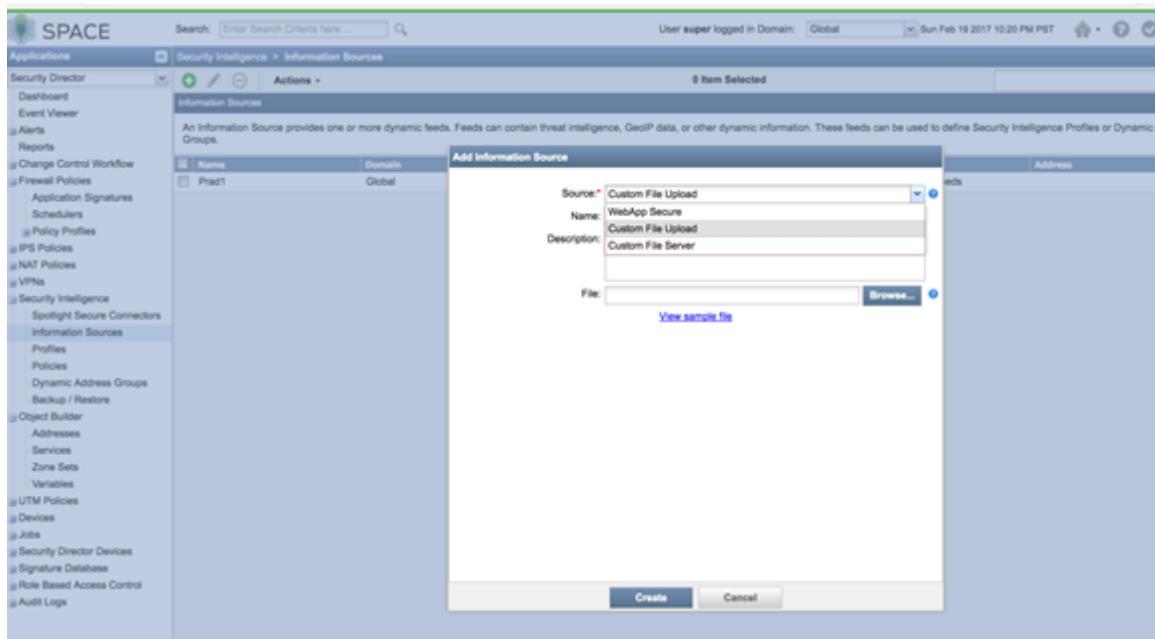 SPACE
Search: Enter Search Criteria here ...
User super logged in Domain: Global
Sun Feb 19 2017 10:20 PM PST
Applications
Security Intelligence > Information Sources
Security Director
Actions
0 Item Selected
Dashboard
Event Viewer
Alerts
Reports
Change Control Workflow
Firewall Policies
Application Signatures
Schedulers
Policy Profiles
IPS Policies
NAT Policies
VPNs
Security Intelligence
Spotlight Secure Connectors
Information Sources
Profiles
Policies
Dynamic Address Groups
Backup / Restore
Object Builder
Addresses
Services
Zone Sets
Variables
UTM Policies
Devices
Jobs
Security Director Devices
Signature Database
Role Based Access Control
Audit Logs
Information Sources
An Information Source provides one or more dynamic feeds. Feeds can contain threat intelligence, GeoIP data, or other dynamic information. These feeds can be used to define Security Intelligence Profiles or Dynamic
Groups.
Name Domain Address
Prad1 Global eds
Add Information Source
Source:* Custom File Upload
Name:
WebApp Secure
Custom File Upload
Description:
Custom File Server
File: Browse...
View sample file
Create Cancel